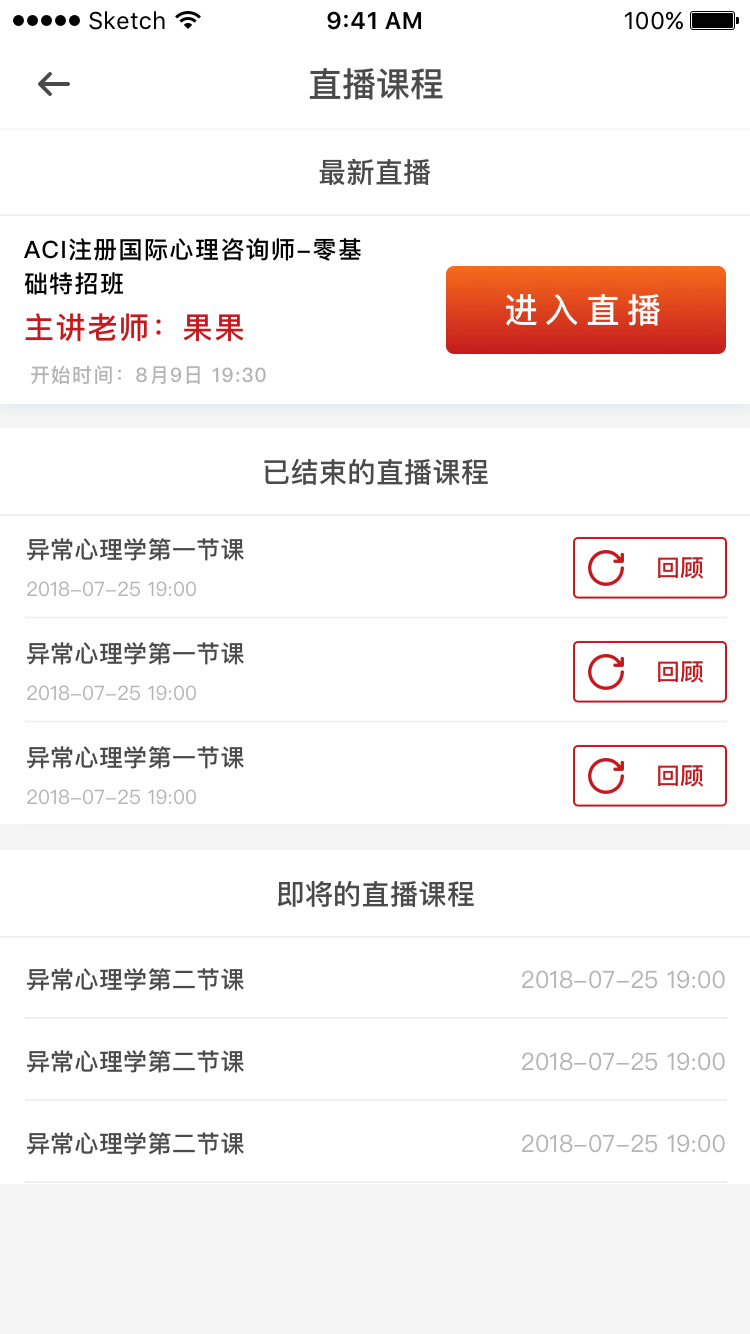 Sketch 9:41 AM 100%
直播课程
最新直播
ACI注册国际心理咨询师–零基
础特招班
主讲老师：果果
开始时间：8月9日 19:30
进入直播
已结束的直播课程
异常心理学第一节课
2018–07–25 19:00
回顾
异常心理学第一节课
2018–07–25 19:00
回顾
异常心理学第一节课
2018–07–25 19:00
回顾
即将的直播课程
异常心理学第二节课 2018–07–25 19:00
异常心理学第二节课 2018–07–25 19:00
异常心理学第二节课 2018–07–25 19:00